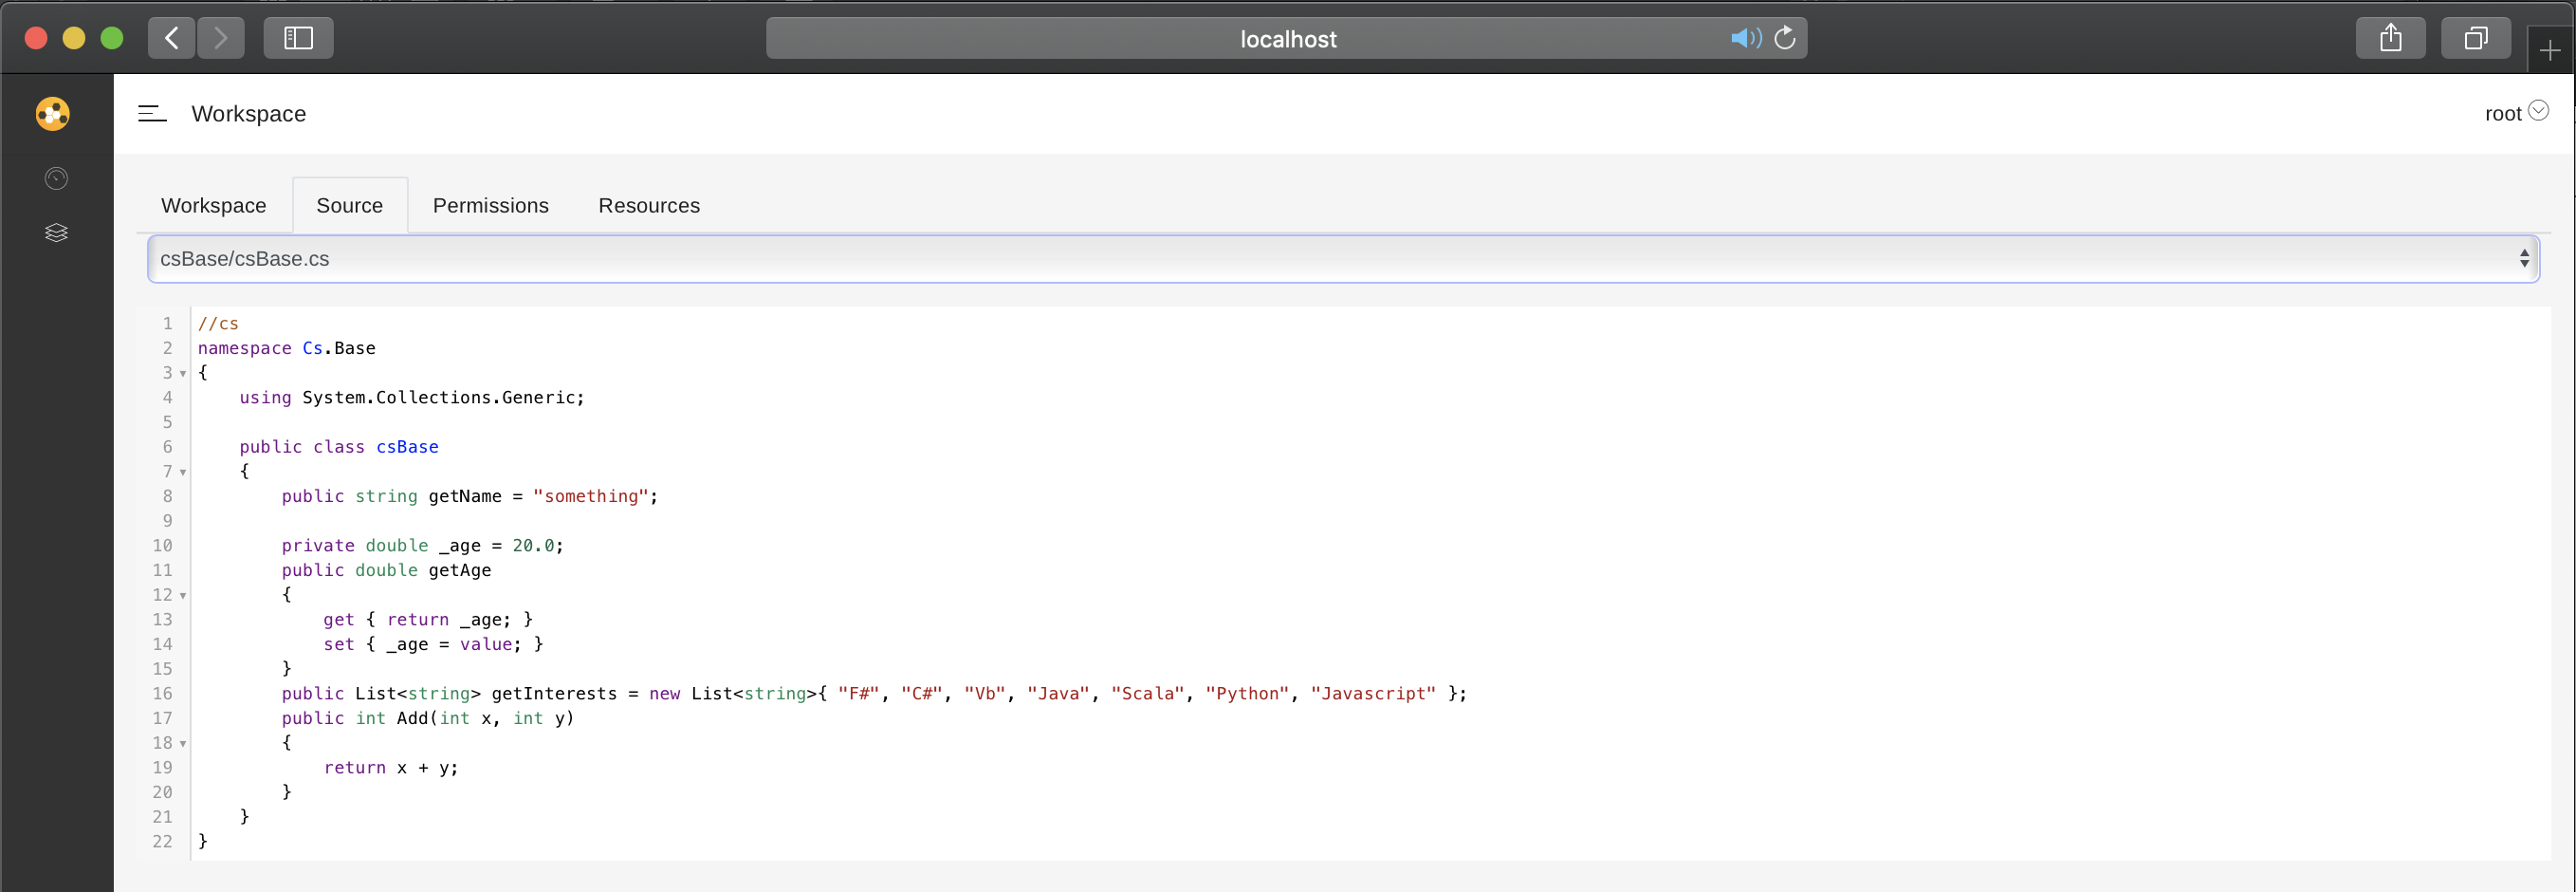 localhost
Workspace
root
Workspace Source Permissions Resources
csBase/csBase.cs
1 //cs
2 namespace Cs.Base
3 {
4     using System.Collections.Generic;
5
6     public class csBase
7     {
8         public string getName = "something";
9
10         private double _age = 20.0;
11         public double getAge
12         {
13             get { return _age; }
14             set { _age = value; }
15         }
16         public List<string> getInterests = new List<string>{ "F#", "C#", "Vb", "Java", "Scala", "Python", "Javascript" };
17         public int Add(int x, int y)
18         {
19             return x + y;
20         }
21     }
22 }